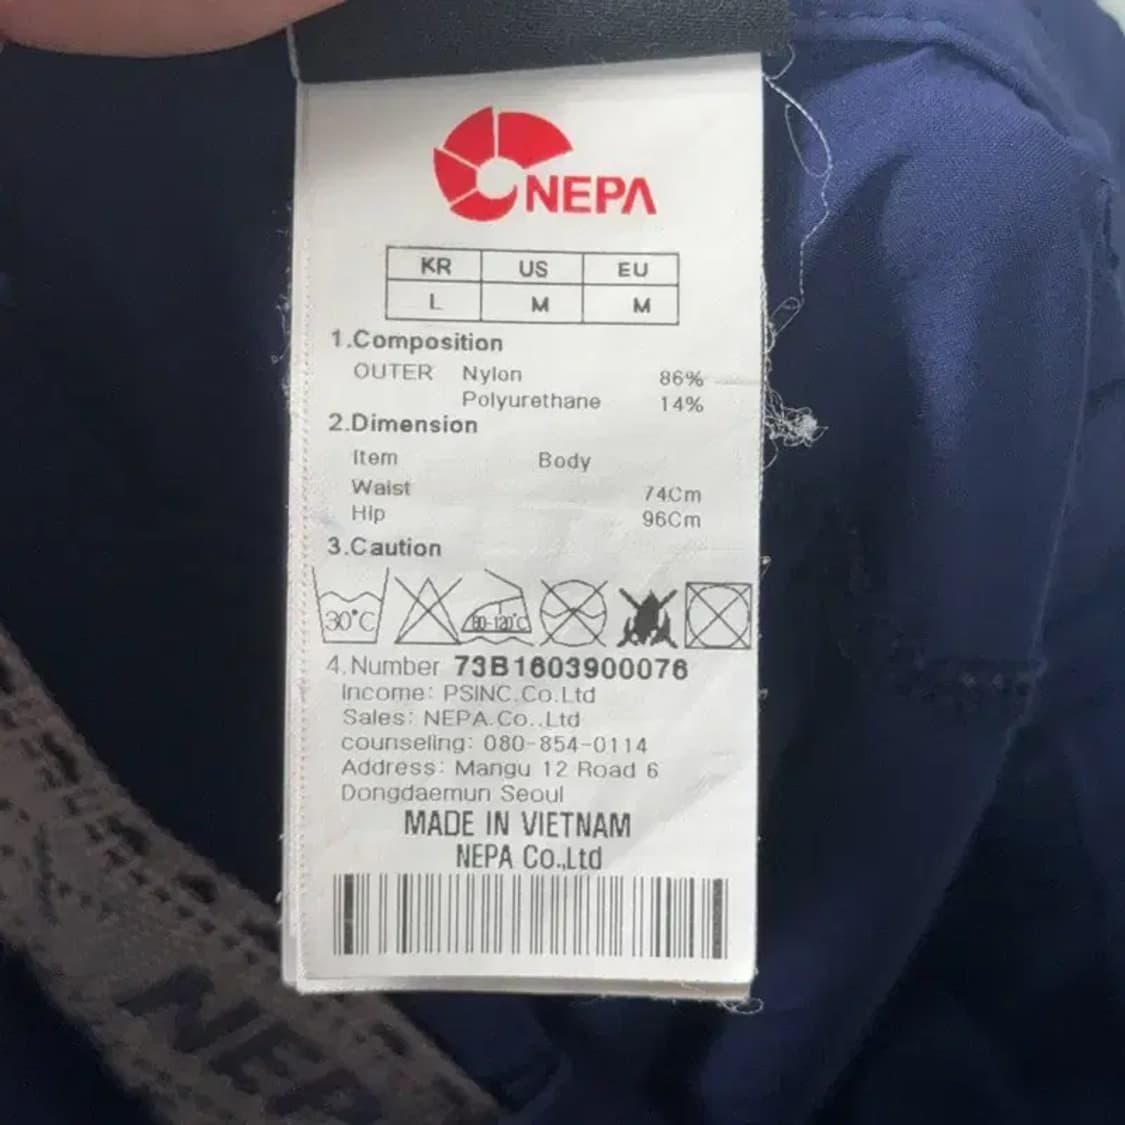 NEPA
KR US EU
L M M
1.Composition
OUTER Nylon 86%
Polyurethane 14%
2.Dimension
Item Body
Waist 74Cm
Hip 96Cm
3.Caution
30°C 80-120°C
4.Number 73B1603900076
Income: PSINC.Co.Ltd
Sales: NEPA.Co..Ltd
counseling: 080-854-0114
Address: Mangu 12 Road 6
Dongdaemun Seoul
MADE IN VIETNAM
NEPA Co.,Ltd
NEPA